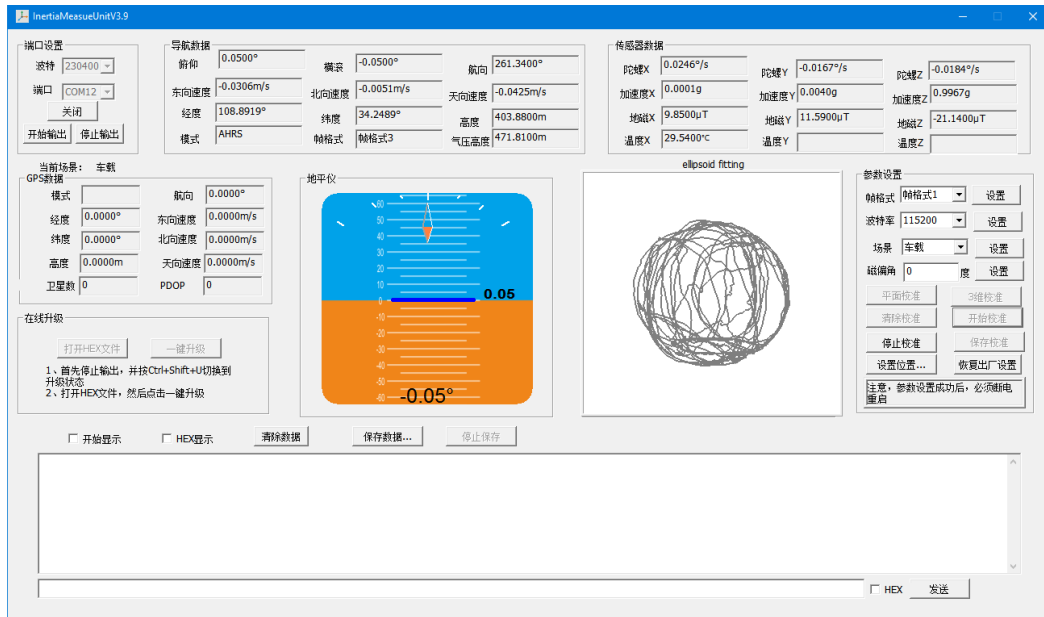 InertiaMeasueUnitV3.9
端口设置
波特 230400
端口 COM12
关闭
开始输出 停止输出
导航数据
俯仰 0.0500° 横滚 -0.0500° 航向 261.3400°
东向速度 -0.0306m/s 北向速度 -0.0051m/s 天向速度 -0.0425m/s
经度 108.8919° 纬度 34.2489° 高度 403.8800m
模式 AHRS 帧格式 帧格式3 气压高度 471.8100m
传感器数据
陀螺X 0.0246°/s 陀螺Y -0.0167°/s 陀螺Z -0.0184°/s
加速度X 0.0001g 加速度Y 0.0040g 加速度Z 0.9967g
地磁X 9.8500μT 地磁Y 11.5900μT 地磁Z -21.1400μT
温度X 29.5400℃ 温度Y 温度Z
当前场景： 车载
GPS数据
模式 航向 0.0000°
经度 0.0000° 东向速度 0.0000m/s
纬度 0.0000° 北向速度 0.0000m/s
高度 0.0000m 天向速度 0.0000m/s
卫星数 0 PDOP 0
在线升级
打开HEX文件 一键升级
1、首先停止输出，并按Ctrl+Shift+U切换到
升级状态
2、打开HEX文件，然后点击一键升级
地平仪
60
50
40
30
20
10
0
-10
-20
-30
-40
-50
-60
0.05
-0.05°
ellipsoid fitting
参数设置
帧格式 帧格式1 设置
波特率 115200 设置
场景 车载 设置
磁偏角 0 度 设置
平面校准 3维校准
清除校准 开始校准
停止校准 保存校准
设置位置... 恢复出厂设置
注意，参数设置成功后，必须断电
重启
开始显示 HEX显示 清除数据 保存数据... 停止保存
HEX 发送